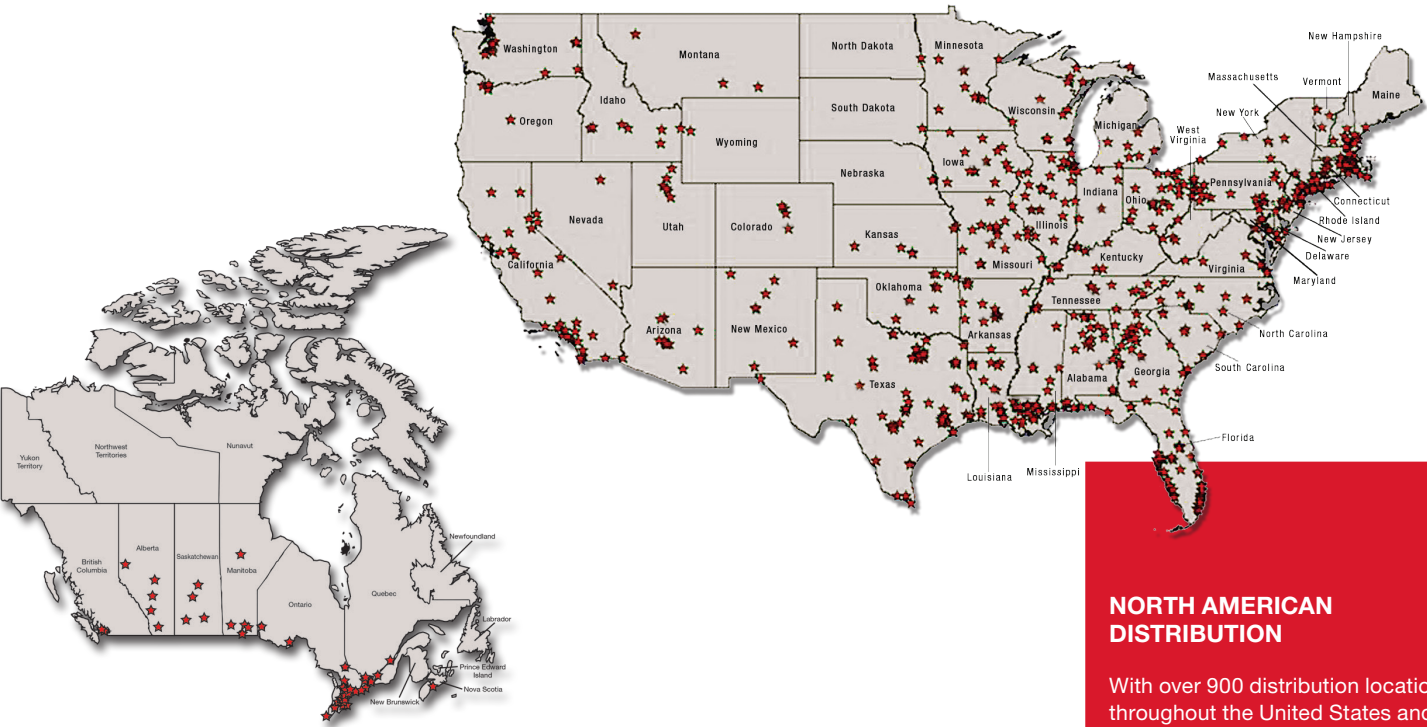 Washington
Montana
North Dakota
Minnesota
New Hampshire
Massachusetts
Vermont
Maine
Idaho
Oregon
South Dakota
Wisconsin
Michigan
New York
West
Virginia
Wyoming
Iowa
Nebraska
Pennsylvania
Indiana
Ohio
Connecticut
Rhode Island
New Jersey
Delaware
Maryland
Nevada
Utah
Colorado
Kansas
Illinois
Missouri
Kentucky
Virginia
California
Oklahoma
Tennessee
Arkansas
North Carolina
Arizona
New Mexico
South Carolina
Texas
Alabama
Georgia
Florida
Louisiana
Mississippi
Yukon
Territory
Northwest
Territories
Nunavut
British
Columbia
Alberta
Saskatchewan
Manitoba
Ontario
Quebec
Newfoundland
Labrador
Prince Edward
Island
Nova Scotia
New Brunswick
NORTH AMERICAN
DISTRIBUTION
With over 900 distribution locatio
throughout the United States and